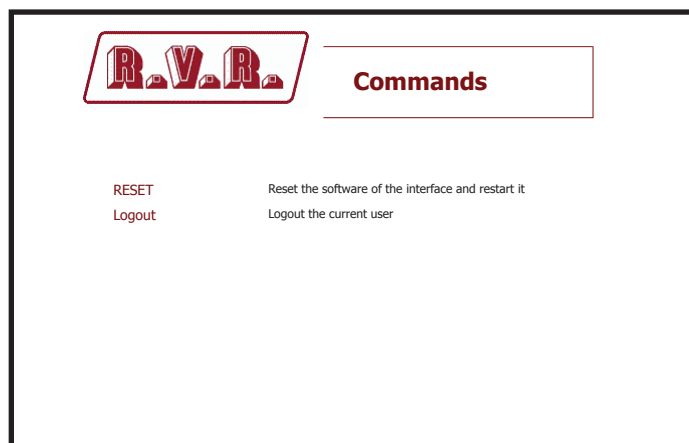 R.V.R.
Commands
RESET Reset the software of the interface and restart it
Logout Logout the current user